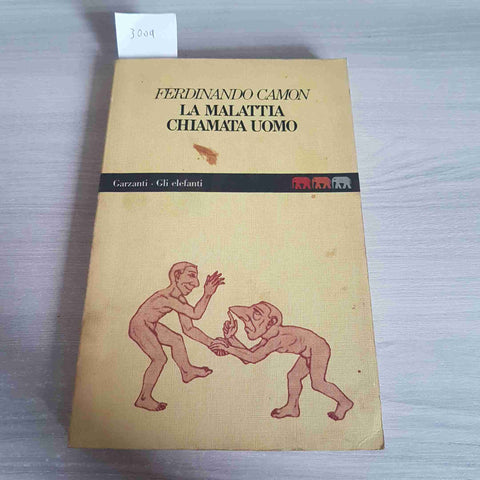 3009
FERDINANDO CAMON
LA MALATTIA
CHIAMATA UOMO
Garzanti · Gli elefanti